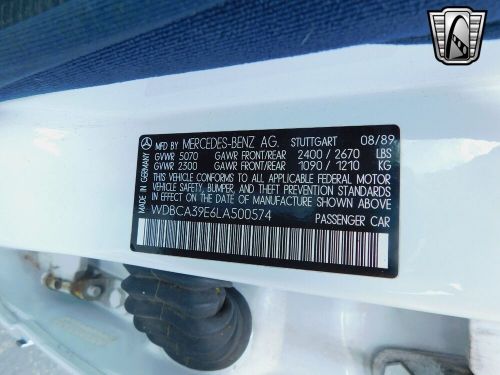 MFD BY MERCEDES-BENZ AG. STUTTGART 08/89
GVWR 5070 GAWR FRONT/REAR 2400/2670 LBS
GVWR 2300 GAWR FRONT/REAR 1090/1210 KG
THIS VEHICLE CONFORMS TO ALL APPLICABLE FEDERAL MOTOR
VEHICLE SAFETY, BUMPER, AND THEFT PREVENTION STANDARDS
IN EFFECT ON THE DATE OF MANUFACTURE SHOWN ABOVE
WDBCA39E6LA500574 PASSENGER CAR
MADE IN GERMANY